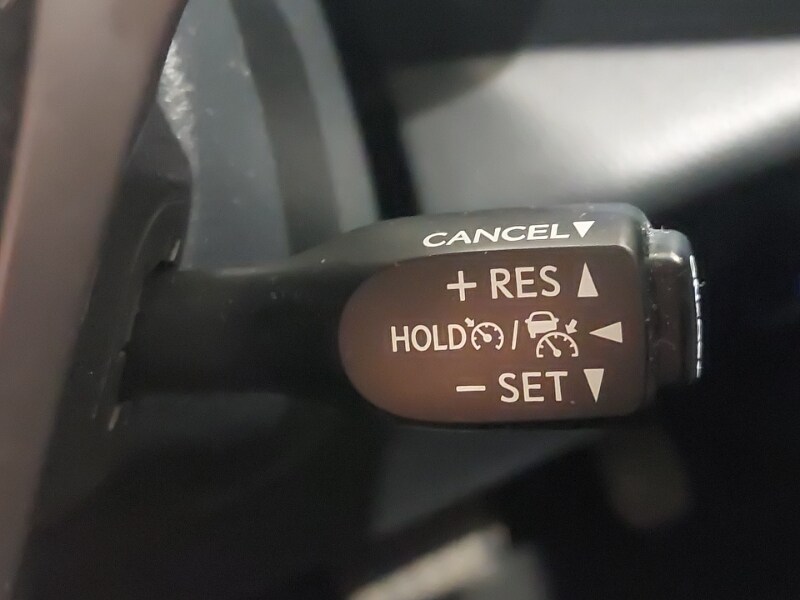 CANCEL▼
+ RES ▲
HOLD / ◀
− SET ▼